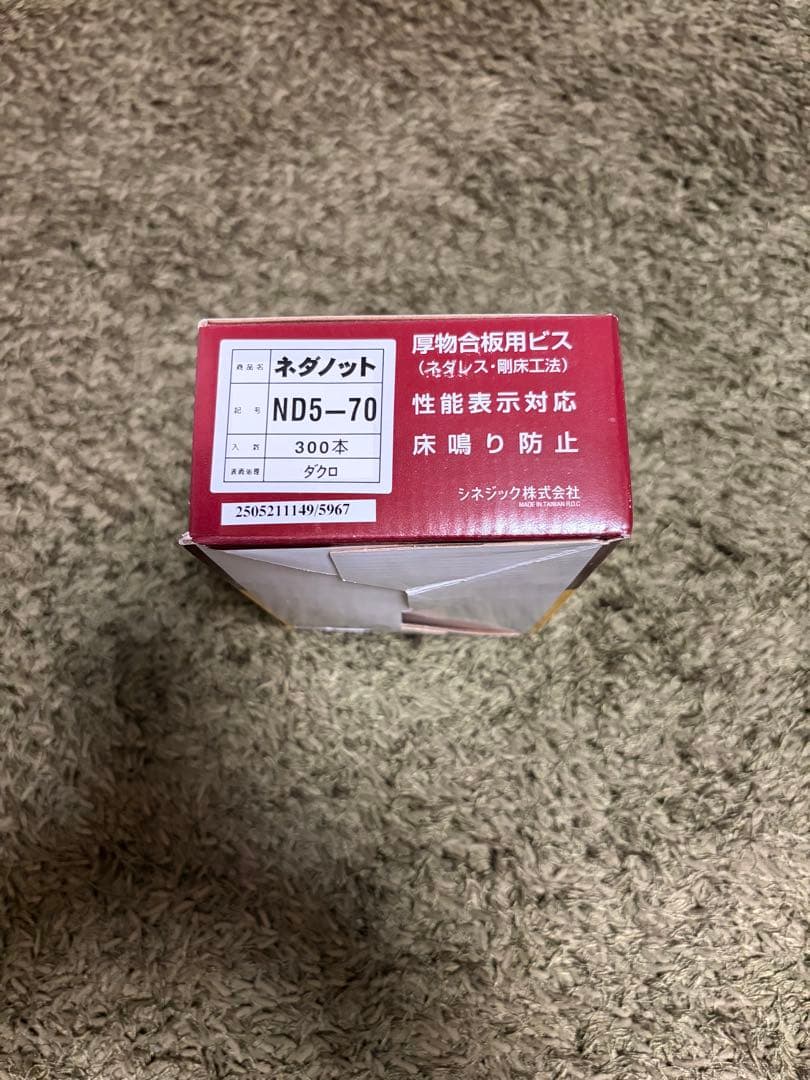 商品名 ネダノット
記号 ND5-70
入数 300本
表面処理 ダクロ
2505211149/5967
厚物合板用ビス
(ネダレス・剛床工法)
性能表示対応
床鳴り防止
シネジック株式会社
MADE IN TAIWAN R.O.C